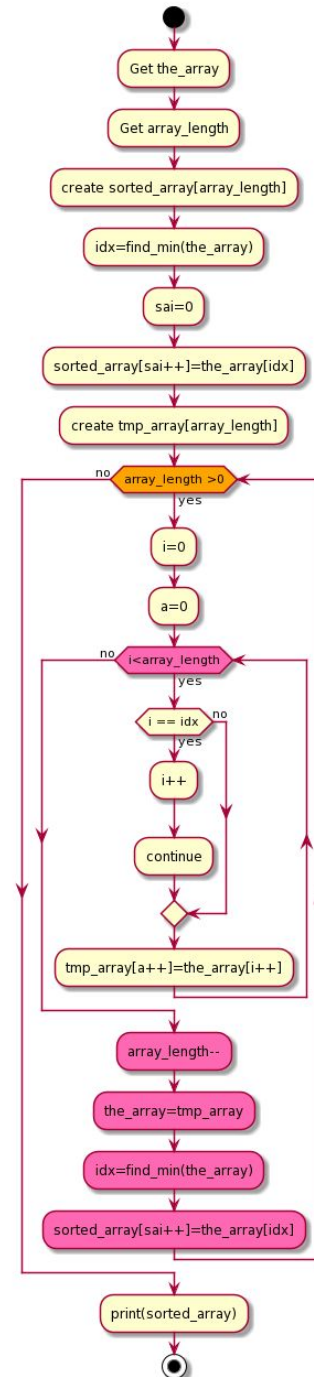 Get the_array
Get array_length
create sorted_array[array_length]
idx=find_min(the_array)
sai=0
sorted_array[sai++]=the_array[idx]
create tmp_array[array_length]
no
array_length >0
yes
i=0
a=0
no
i<array_length
yes
i == idx
no
yes
i++
continue
tmp_array[a++]=the_array[i++]
array_length--
the_array=tmp_array
idx=find_min(the_array)
sorted_array[sai++]=the_array[idx]
print(sorted_array)